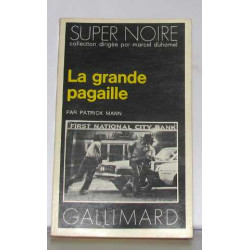 SUPER NOIRE
collection dirigée par marcel duhamel
La grande
pagaille
PAR PATRICK MANN
FIRST NATIONAL CITY BANK
GALLIMARD